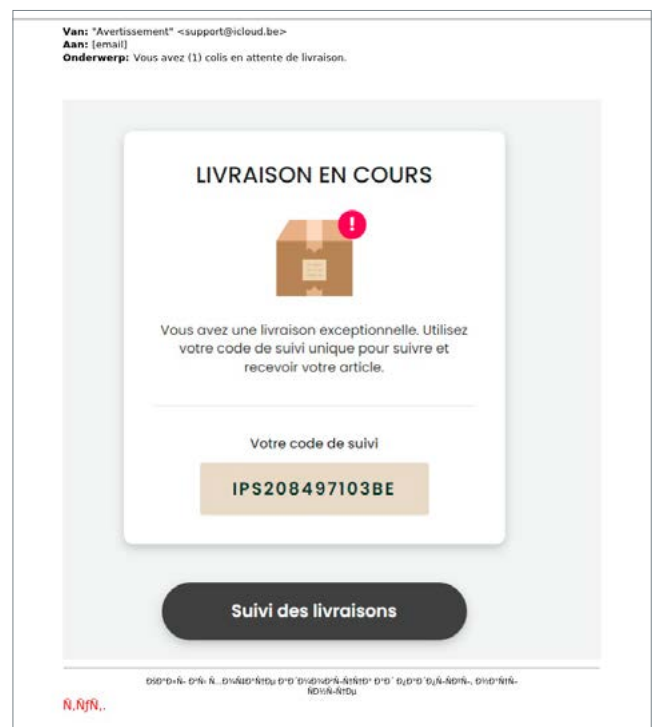 Van: "Avertissement" <support@icloud.be>
Aan: [email]
Onderwerp: Vous avez (1) colis en attente de livraison.
LIVRAISON EN COURS
!
Vous avez une livraison exceptionnelle. Utilisez
votre code de suivi unique pour suivre et
recevoir votre article.
Votre code de suivi
IPS208497103BE
Suivi des livraisons
Ñ‚ÑƒÑ‚.